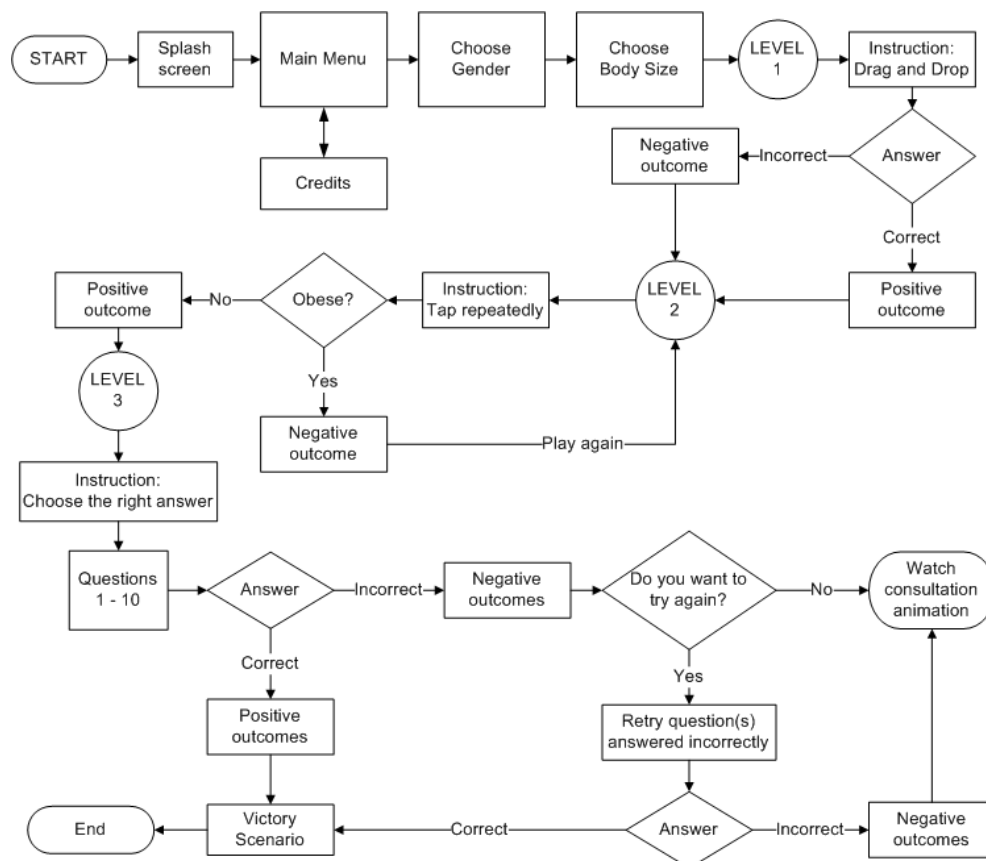 START
Splash
screen
Main Menu
Choose
Gender
Choose
Body Size
LEVEL
1
Instruction:
Drag and Drop
Credits
Negative
outcome
Incorrect
Answer
Correct
Positive
outcome
No
Obese?
Instruction:
Tap repeatedly
LEVEL
2
Positive
outcome
LEVEL
3
Yes
Negative
outcome
Play again
Instruction:
Choose the right answer
Questions
1 - 10
Answer
Incorrect
Negative
outcomes
Do you want to
try again?
No
Watch
consultation
animation
Correct
Yes
Positive
outcomes
Retry question(s)
answered incorrectly
End
Victory
Scenario
Correct
Answer
Incorrect
Negative
outcomes